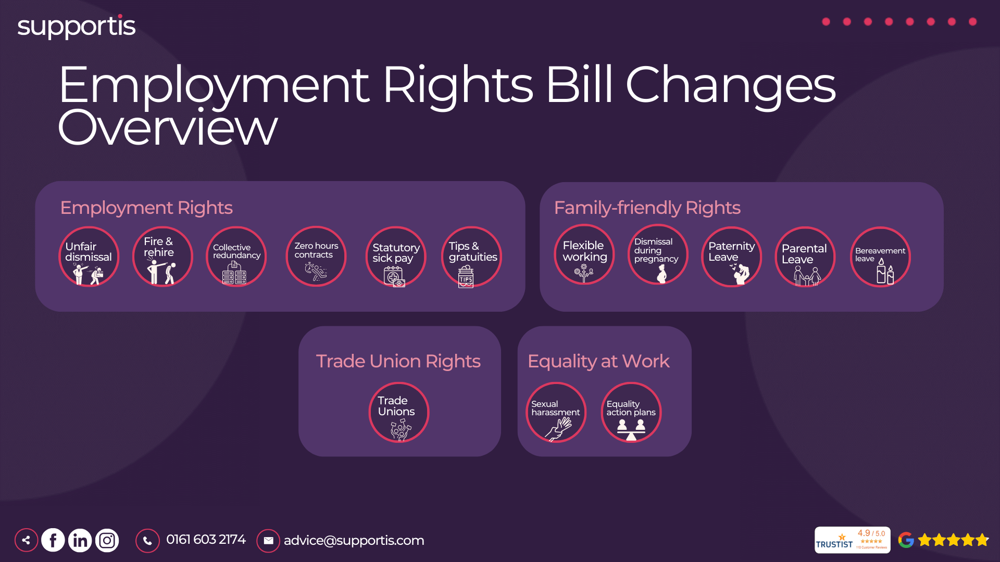 supportis
Employment Rights Bill Changes
Overview
Employment Rights
Unfair
dismissal
Fire &
rehire
Collective
redundancy
Zero hours
contracts
Statutory
sick pay
Tips &
gratuities
TIPS
Family-friendly Rights
Flexible
working
Dismissal
during
pregnancy
Paternity
Leave
Parental
Leave
Bereavement
leave
Trade Union Rights
Trade
Unions
Equality at Work
Sexual
harassment
Equality
action plans
0161 603 2174
advice@supportis.com
TRUSTIST
4.9 / 5.0
118 Customer Reviews